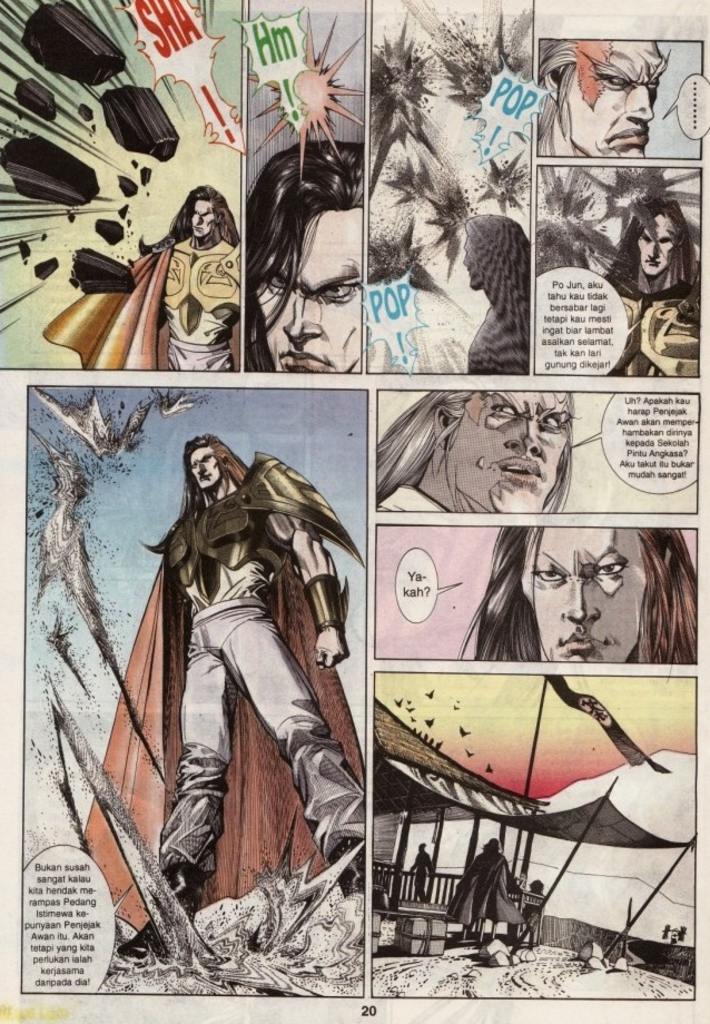 SHA!!
Hm!
POP!
POP!
........
Po Jun, aku
tahu kau tidak
bersabar lagi
tetapi kau mesti
ingat biar lambat
asalkan selamat,
tak kan lari
gunung dikejar!
Bukan susah
sangat kalau
kita hendak me-
rampas Pedang
Istimewa ke-
punyaan Penjejak
Awan itu. Akan
tetapi yang kita
perlukan ialah
kerjasama
daripada dia!
Uh? Apakah kau
harap Penjejak
Awan akan memper-
hambakan dirinya
kepada Sekolah
Pintu Angkasa?
Aku takut itu bukar
mudah sangat!
Ya-
kah?
20